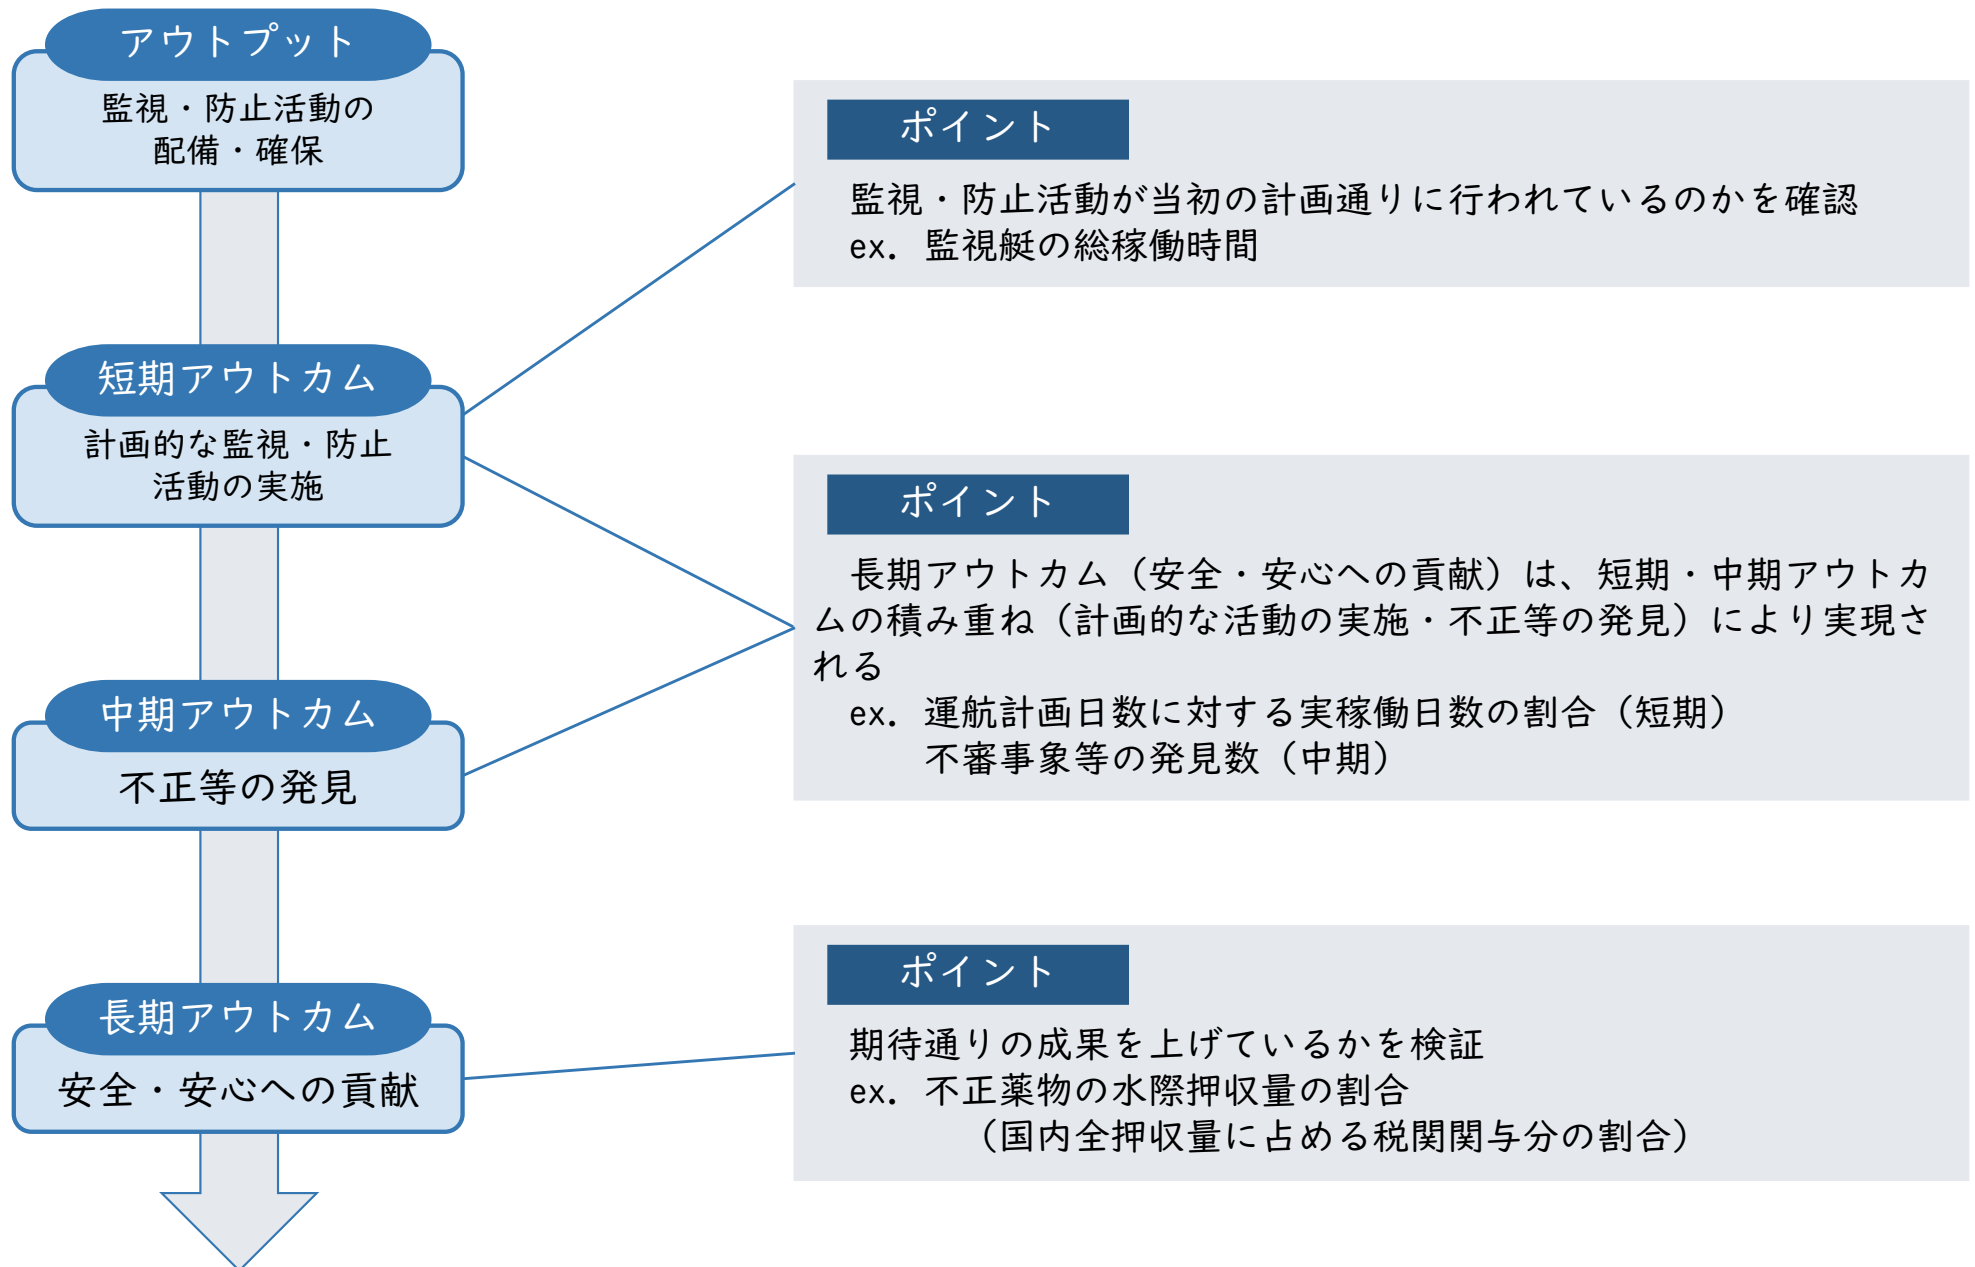 アウトプット
監視・防止活動の
配備・確保
短期アウトカム
計画的な監視・防止
活動の実施
中期アウトカム
不正等の発見
長期アウトカム
安全・安心への貢献
ポイント
監視・防止活動が当初の計画通りに行われているのかを確認
ex. 監視艇の総稼働時間
ポイント
長期アウトカム（安全・安心への貢献）は、短期・中期アウトカ
ムの積み重ね（計画的な活動の実施・不正等の発見）により実現さ
れる
ex. 運航計画日数に対する実稼働日数の割合（短期）
不審事象等の発見数（中期）
ポイント
期待通りの成果を上げているかを検証
ex. 不正薬物の水際押収量の割合
（国内全押収量に占める税関関与分の割合）